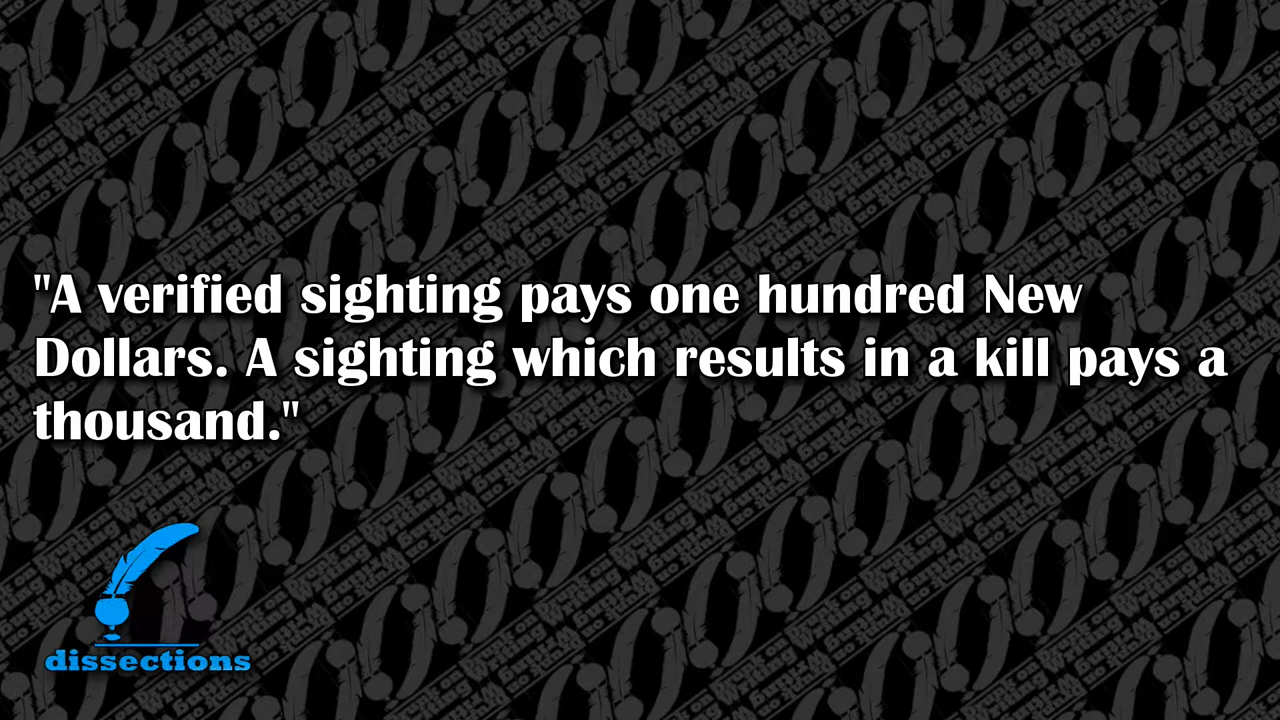 "A verified sighting pays one hundred New
Dollars. A sighting which results in a kill pays a
thousand."
dissections